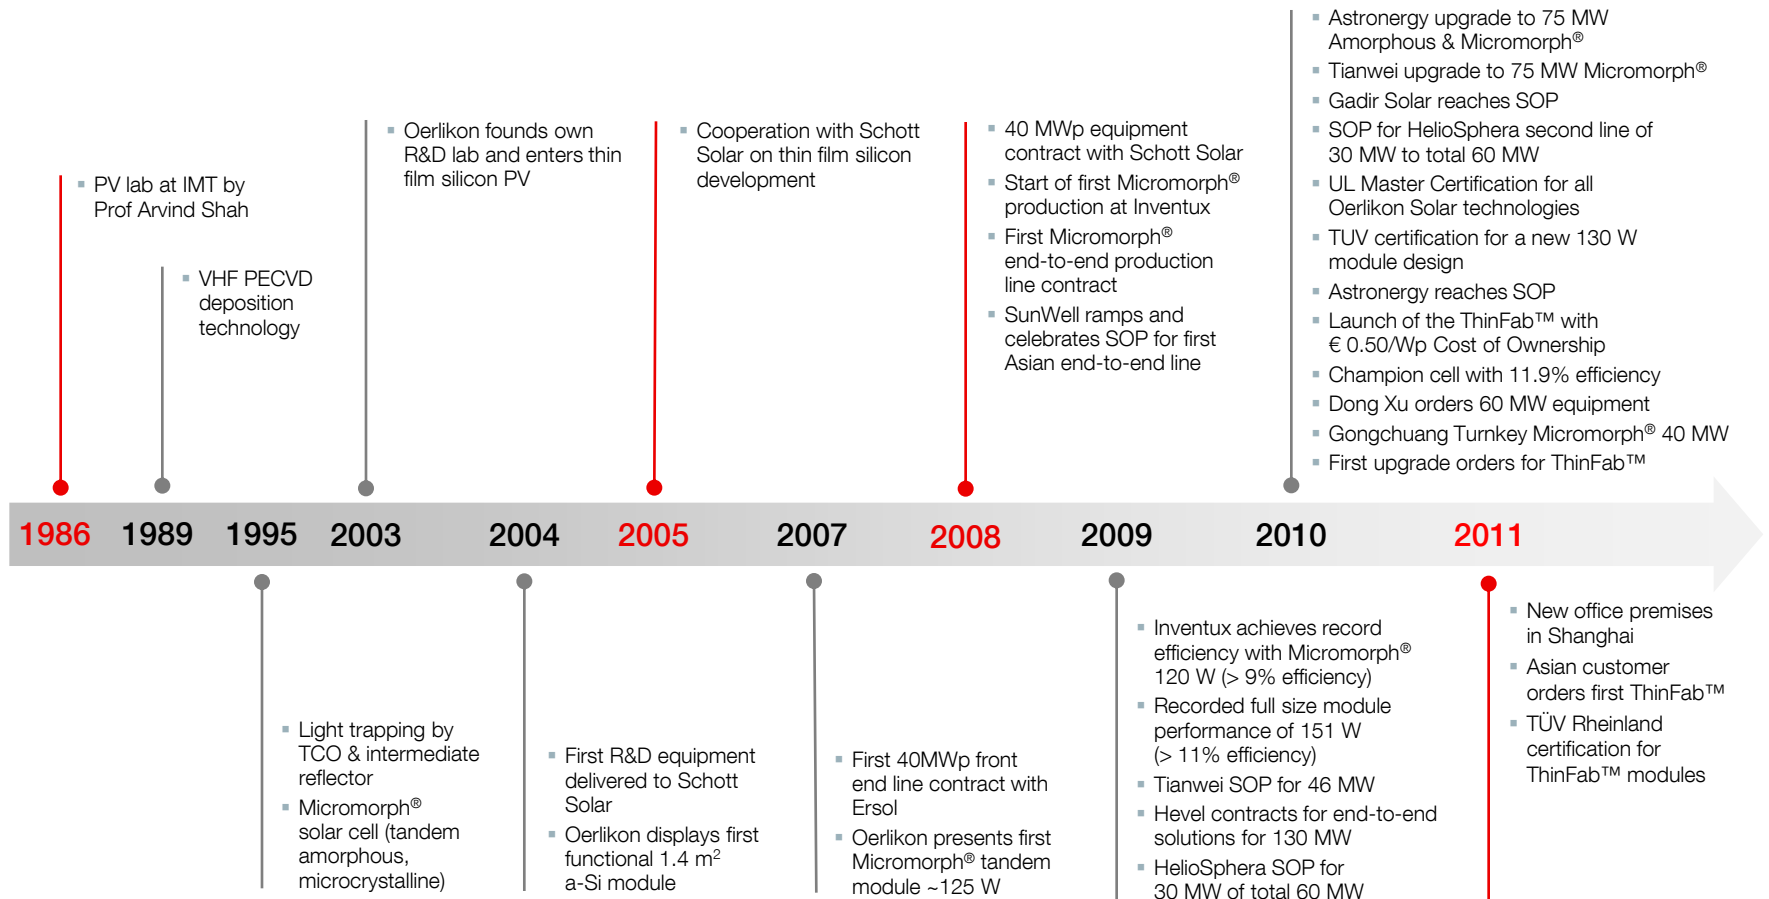 Astronergy upgrade to 75 MW
Amorphous & Micromorph®
Tianwei upgrade to 75 MW Micromorph®
Gadir Solar reaches SOP
SOP for HelioSphera second line of
30 MW to total 60 MW
UL Master Certification for all
Oerlikon Solar technologies
TUV certification for a new 130 W
module design
Astronergy reaches SOP
Launch of the ThinFab™ with
€ 0.50/Wp Cost of Ownership
Champion cell with 11.9% efficiency
Dong Xu orders 60 MW equipment
Gongchuang Turnkey Micromorph® 40 MW
First upgrade orders for ThinFab™
40 MWp equipment
contract with Schott Solar
Start of first Micromorph®
production at Inventux
First Micromorph®
end-to-end production
line contract
SunWell ramps and
celebrates SOP for first
Asian end-to-end line
Cooperation with Schott
Solar on thin film silicon
development
Oerlikon founds own
R&D lab and enters thin
film silicon PV
PV lab at IMT by
Prof Arvind Shah
VHF PECVD
deposition
technology
1986 1989 1995 2003 2004 2005 2007 2008 2009 2010 2011
Light trapping by
TCO & intermediate
reflector
Micromorph®
solar cell (tandem
amorphous,
microcrystalline)
First R&D equipment
delivered to Schott
Solar
Oerlikon displays first
functional 1.4 m²
a-Si module
First 40MWp front
end line contract with
Ersol
Oerlikon presents first
Micromorph® tandem
module ~125 W
Inventux achieves record
efficiency with Micromorph®
120 W (> 9% efficiency)
Recorded full size module
performance of 151 W
(> 11% efficiency)
Tianwei SOP for 46 MW
Hevel contracts for end-to-end
solutions for 130 MW
HelioSphera SOP for
30 MW of total 60 MW
New office premises
in Shanghai
Asian customer
orders first ThinFab™
TÜV Rheinland
certification for
ThinFab™ modules